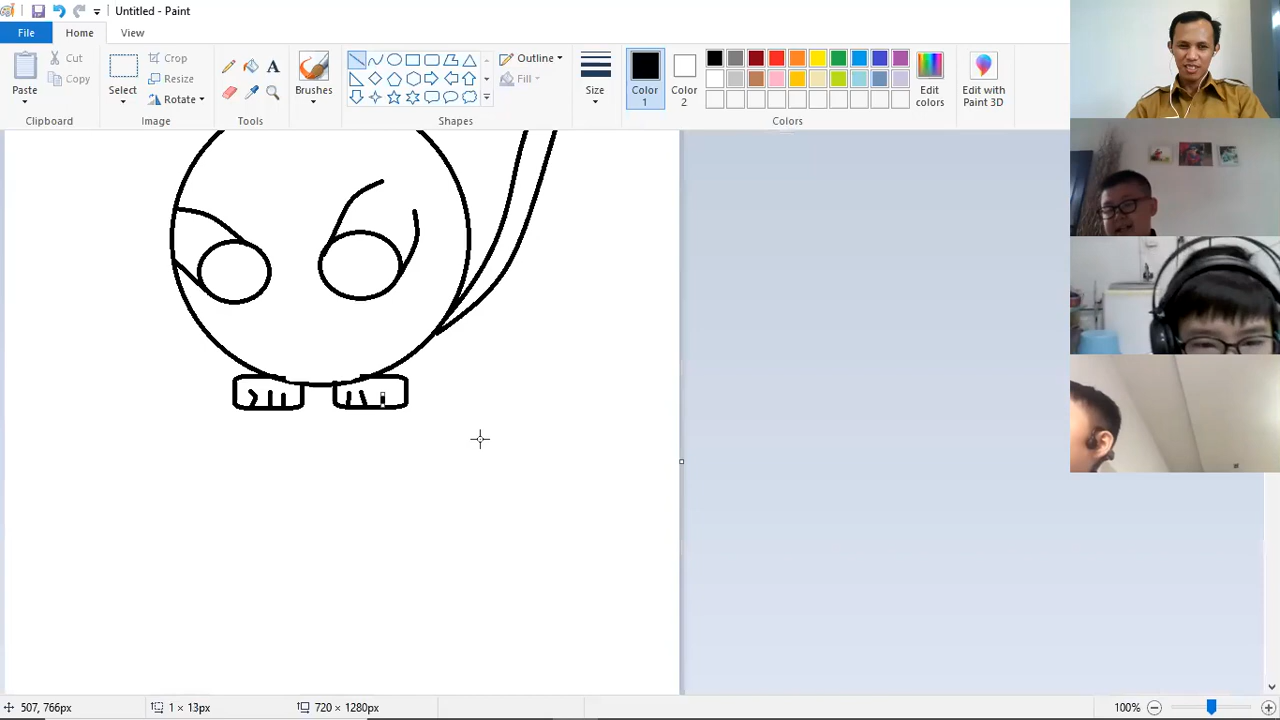 Untitled - Paint
File
Home
View
Paste
Cut
Copy
Clipboard
Select
Crop
Resize
Rotate
Image
Tools
Brushes
Shapes
Outline
Fill
Size
Color
1
Color
2
Edit
colors
Edit with
Paint 3D
Colors
507, 766px
1 × 13px
720 × 1280px
100%